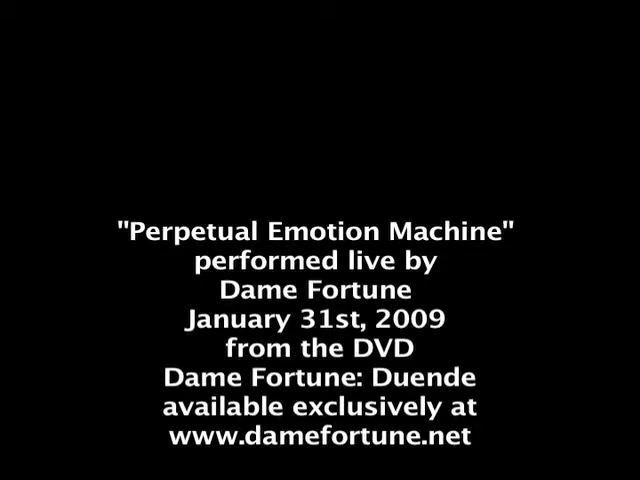 "Perpetual Emotion Machine"
performed live by
Dame Fortune
January 31st, 2009
from the DVD
Dame Fortune: Duende
available exclusively at
www.damefortune.net